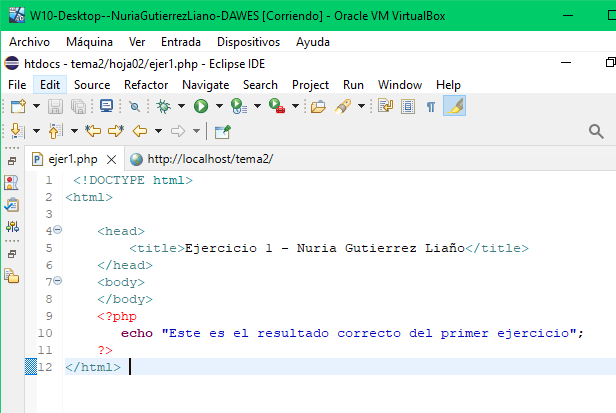 W10-Desktop--NuriaGutierrezLiano-DAWES [Corriendo] - Oracle VM VirtualBox
Archivo Máquina Ver Entrada Dispositivos Ayuda
htdocs - tema2/hoja02/ejer1.php - Eclipse IDE
File Edit Source Refactor Navigate Search Project Run Window Help
ejer1.php http://localhost/tema2/
1 <!DOCTYPE html>
2 <html>
3
4 <head>
5 <title>Ejercicio 1 - Nuria Gutierrez Liaño</title>
6 </head>
7 <body>
8 </body>
9 <?php
10 echo "Este es el resultado correcto del primer ejercicio";
11 ?>
12 </html>